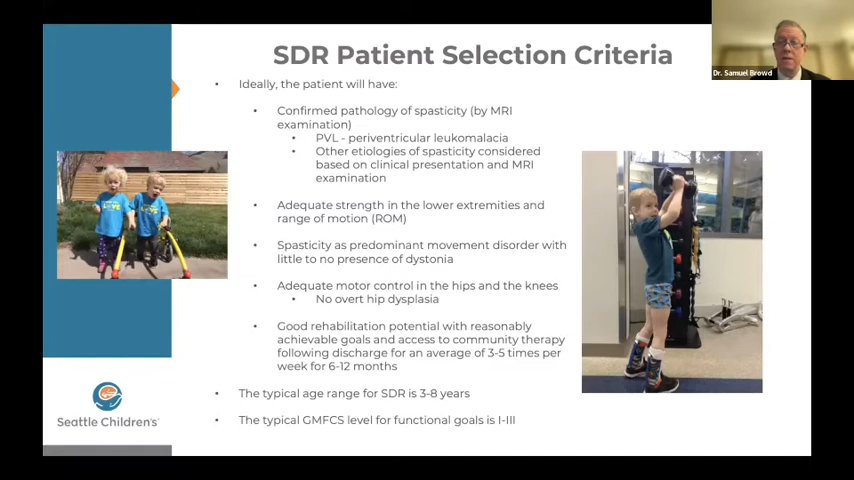 SDR Patient Selection Criteria
Dr. Samuel Browd
• Ideally, the patient will have:
• Confirmed pathology of spasticity (by MRI
examination)
• PVL - periventricular leukomalacia
• Other etiologies of spasticity considered
based on clinical presentation and MRI
examination
• Adequate strength in the lower extremities and
range of motion (ROM)
• Spasticity as predominant movement disorder with
little to no presence of dystonia
• Adequate motor control in the hips and the knees
• No overt hip dysplasia
• Good rehabilitation potential with reasonably
achievable goals and access to community therapy
following discharge for an average of 3-5 times per
week for 6-12 months
• The typical age range for SDR is 3-8 years
• The typical GMFCS level for functional goals is I-III
Seattle Children's